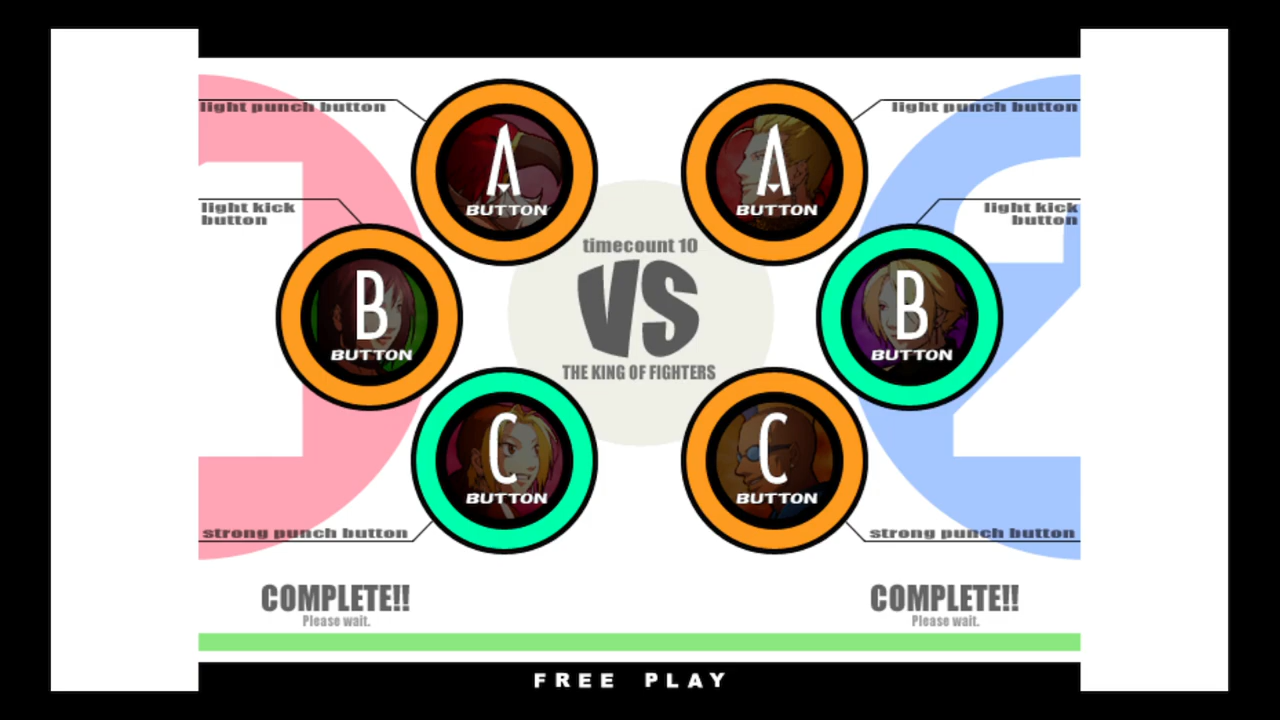 light punch button
light punch button
A
BUTTON
A
BUTTON
light kick
button
light kick
button
1
2
timecount 10
VS
THE KING OF FIGHTERS
B
BUTTON
B
BUTTON
C
BUTTON
C
BUTTON
strong punch button
strong punch button
COMPLETE!!
Please wait.
COMPLETE!!
Please wait.
FREE PLAY